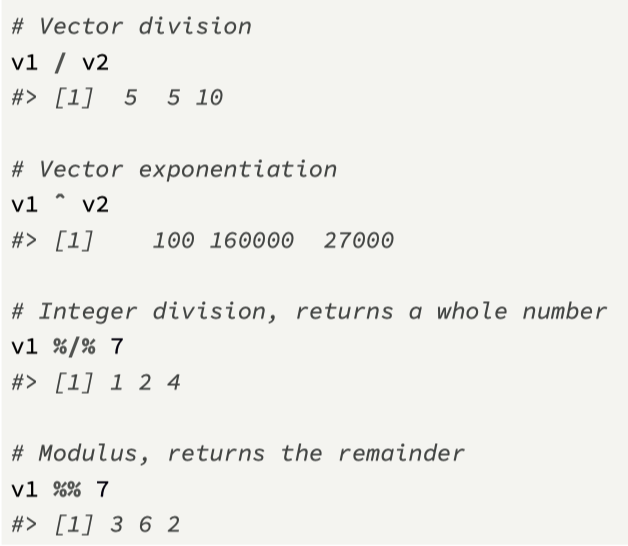 # Vector division
v1 / v2
#> [1]  5  5 10
# Vector exponentiation
v1 ^ v2
#> [1]    100 160000  27000
# Integer division, returns a whole number
v1 %/% 7
#> [1] 1 2 4
# Modulus, returns the remainder
v1 %% 7
#> [1] 3 6 2